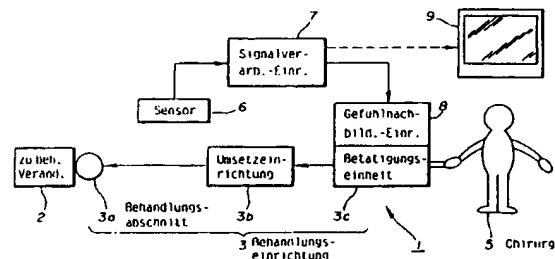 7
9
Signalver-
arb.-Einr.
Sensor
6
8
Gefühlnach-
bild.-Einr.
zu beh.
Veränd.
Umsetzein-
richtung
Betätigungs-
einheit
2
3a
Behandlungs-
abschnitt
3b
3c
1
5 Chirurg
3 Behandlungs-
einrichtung